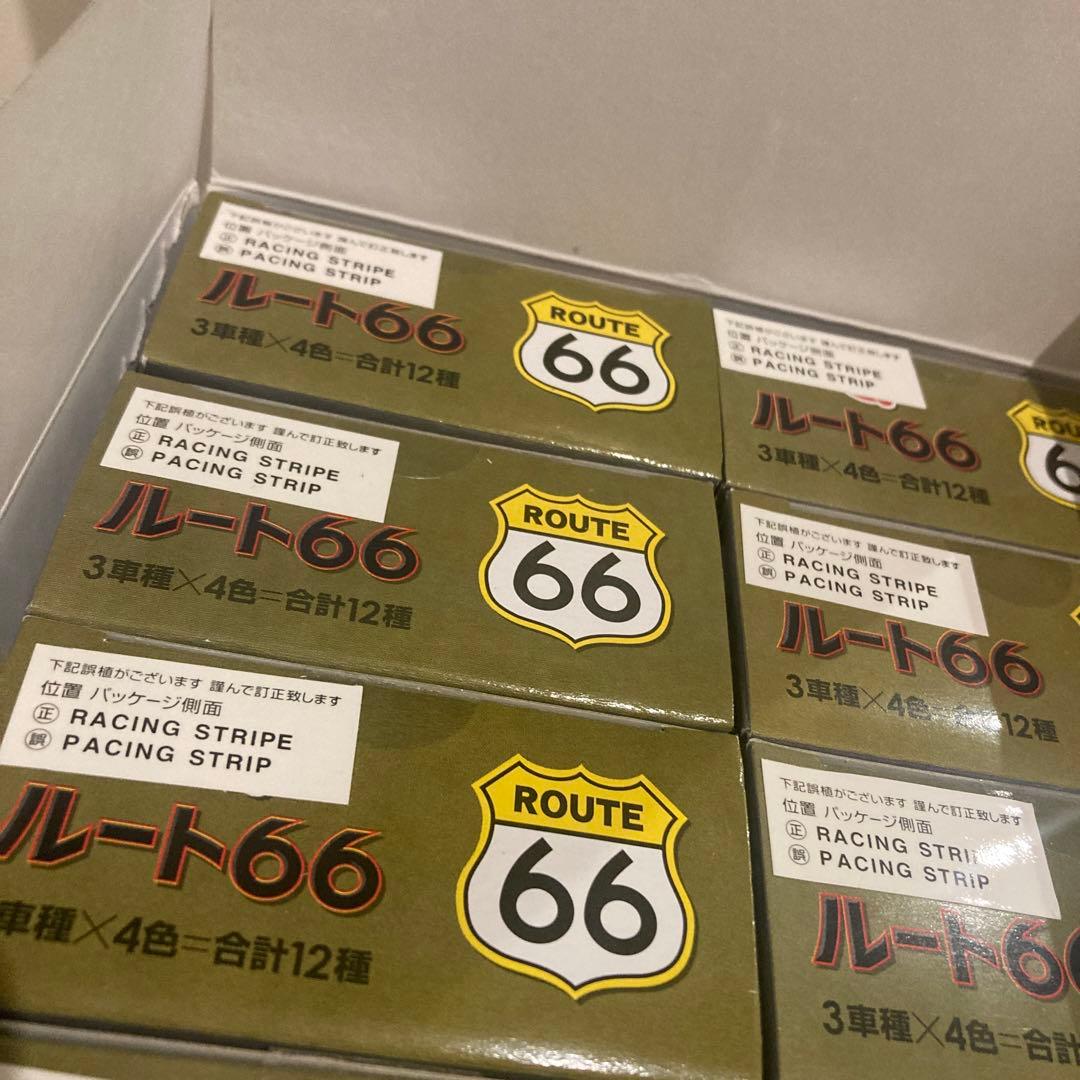 下記誤植がございます 謹んで訂正致します
位置 パッケージ側面
正 RACING STRIPE
誤 PACING STRIP
ルート66
3車種×4色=合計12種
ROUTE
66
下記誤植がございます 謹んで訂正致します
位置 パッケージ側面
正 RACING STRIPE
誤 PACING STRIP
ルート66
3車種×4色=合計12種
ROU
6
下記誤植がございます 謹んで訂正致します
位置 パッケージ側面
正 RACING STRIPE
誤 PACING STRIP
ルート66
3車種×4色=合計12種
ROUTE
66
下記誤植がございます 謹んで訂正致します
位置 パッケージ側面
正 RACING STRIPE
誤 PACING STRIP
ルート66
3車種×4色=合計12種
下記誤植がございます 謹んで訂正致します
位置 パッケージ側面
正 RACING STRIPE
誤 PACING STRIP
ルート66
車種×4色=合計12種
ROUTE
66
下記誤植がございます 謹んで訂正致します
位置 パッケージ側面
正 RACING STRI
誤 PACING STRIP
ルート66
3車種×4色=合計